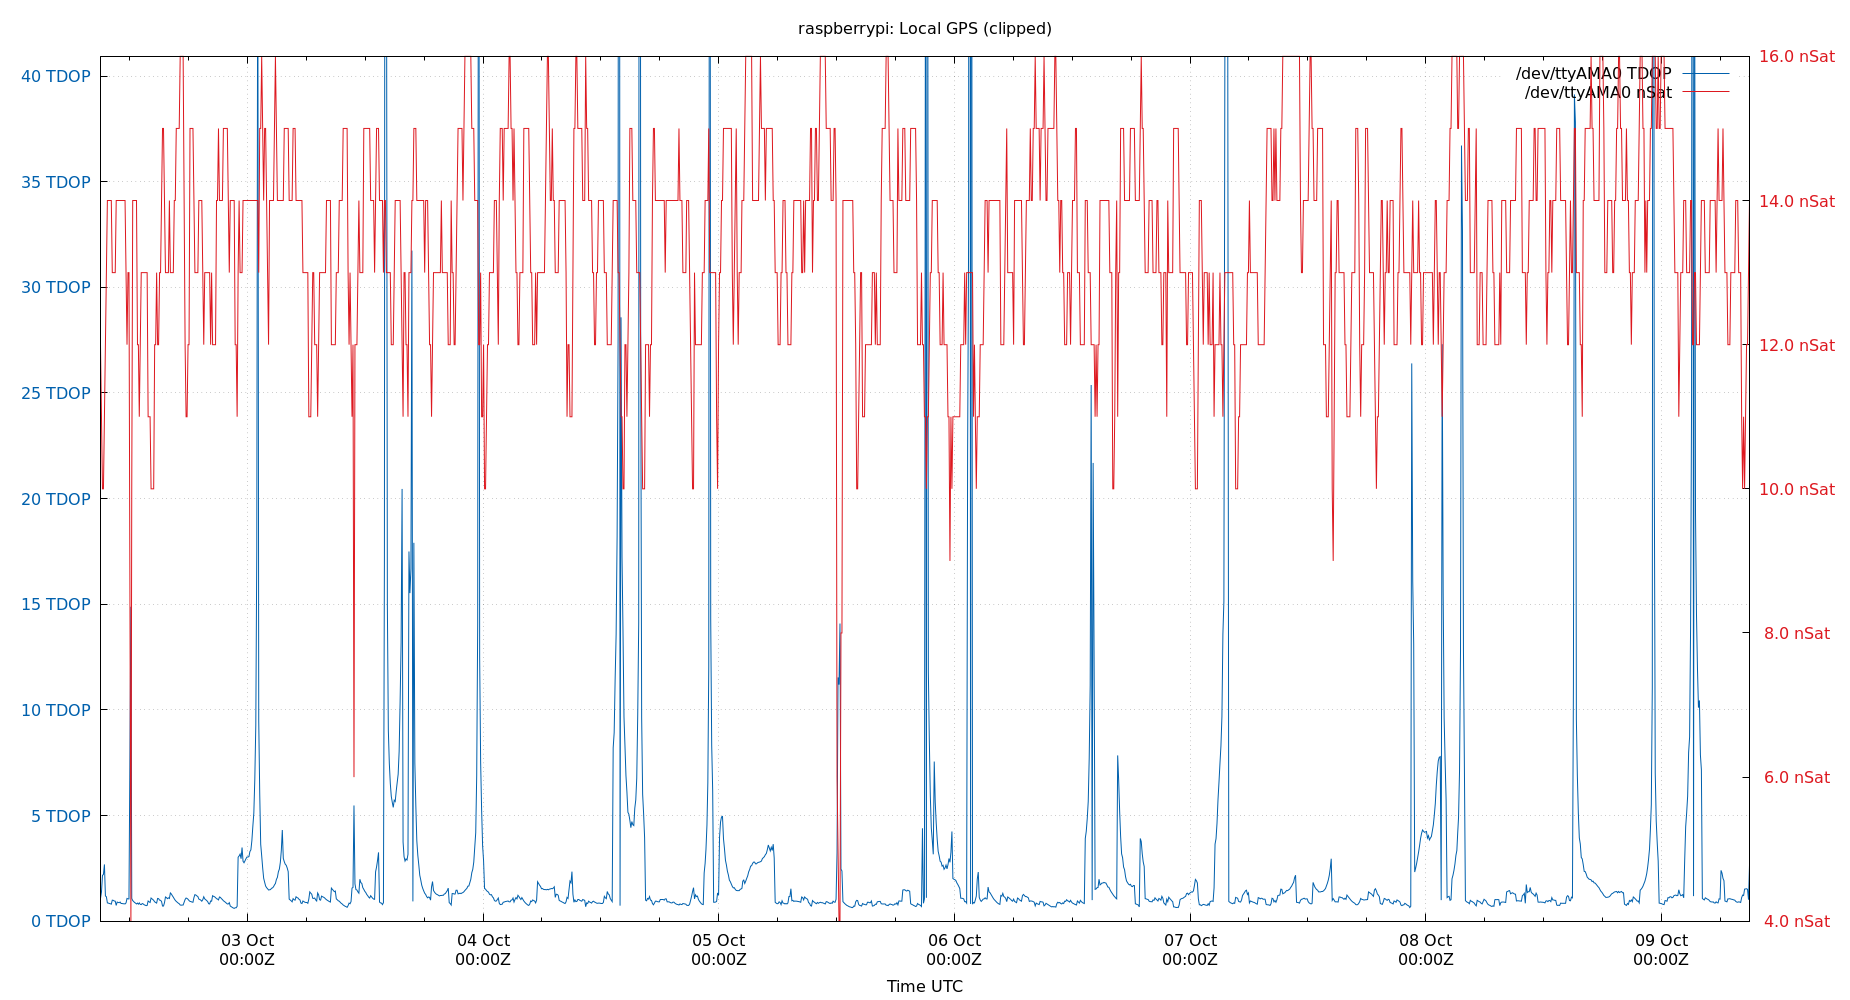 raspberrypi: Local GPS (clipped)
40 TDOP
35 TDOP
30 TDOP
25 TDOP
20 TDOP
15 TDOP
10 TDOP
5 TDOP
0 TDOP
16.0 nSat
14.0 nSat
12.0 nSat
10.0 nSat
8.0 nSat
6.0 nSat
4.0 nSat
/dev/ttyAMA0 TDOP
/dev/ttyAMA0 nSat
03 Oct
00:00Z
04 Oct
00:00Z
05 Oct
00:00Z
06 Oct
00:00Z
07 Oct
00:00Z
08 Oct
00:00Z
09 Oct
00:00Z
Time UTC